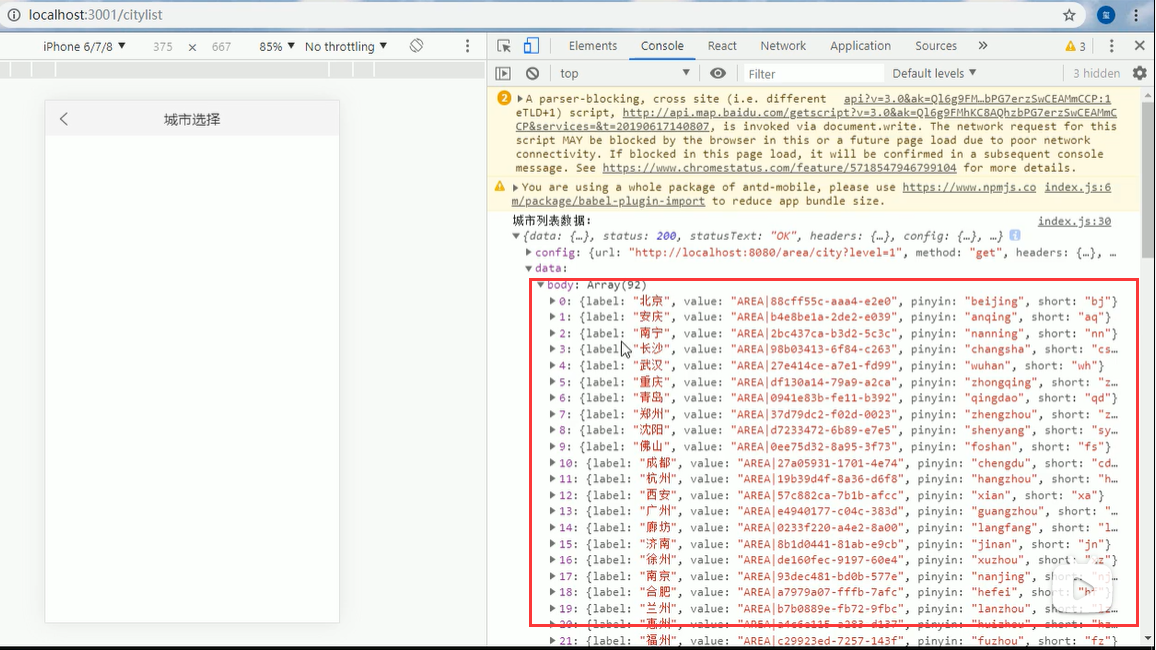 localhost:3001/citylist
iPhone 6/7/8 ▼ 375 × 667 85% ▼ No throttling ▼
Elements Console React Network Application Sources » 3
top ▼ Filter Default levels ▼ 3 hidden
城市选择
2 ▶A parser-blocking, cross site (i.e. different api?v=3.0&ak=Ql6g9FM…bPG7erzSwCEAMmCCP:1
eTLD+1) script, http://api.map.baidu.com/getscript?v=3.0&ak=Ql6g9FMhKC8AQhzbPG7erzSwCEAMmC
CP&services=&t=20190617140807, is invoked via document.write. The network request for this
script MAY be blocked by the browser in this or a future page load due to poor network
connectivity. If blocked in this page load, it will be confirmed in a subsequent console
message. See https://www.chromestatus.com/feature/5718547946799104 for more details.
▶You are using a whole package of antd-mobile, please use https://www.npmjs.co index.js:6
m/package/babel-plugin-import to reduce app bundle size.
城市列表数据: index.js:30
▼{data: {…}, status: 200, statusText: "OK", headers: {…}, config: {…}, …} i
▶config: {url: "http://localhost:8080/area/city?level=1", method: "get", headers: {…}, …
▼data:
▼body: Array(92)
▶0: {label: "北京", value: "AREA|88cff55c-aaa4-e2e0", pinyin: "beijing", short: "bj"}
▶1: {label: "安庆", value: "AREA|b4e8be1a-2de2-e039", pinyin: "anqing", short: "aq"}
▶2: {label: "南宁", value: "AREA|2bc437ca-b3d2-5c3c", pinyin: "nanning", short: "nn"}
▶3: {label: "长沙", value: "AREA|98b03413-6f84-c263", pinyin: "changsha", short: "cs…
▶4: {label: "武汉", value: "AREA|27e414ce-a7e1-fd99", pinyin: "wuhan", short: "wh"}
▶5: {label: "重庆", value: "AREA|df130a14-79a9-a2ca", pinyin: "zhongqing", short: "z…
▶6: {label: "青岛", value: "AREA|0941e83b-fe11-b392", pinyin: "qingdao", short: "qd"}
▶7: {label: "郑州", value: "AREA|37d79dc2-f02d-0023", pinyin: "zhengzhou", short: "z…
▶8: {label: "沈阳", value: "AREA|d7233472-6b89-e7e5", pinyin: "shenyang", short: "sy…
▶9: {label: "佛山", value: "AREA|0ee75d32-8a95-3f73", pinyin: "foshan", short: "fs"}
▶10: {label: "成都", value: "AREA|27a05931-1701-4e74", pinyin: "chengdu", short: "cd…
▶11: {label: "杭州", value: "AREA|19b39d4f-8a36-d6f8", pinyin: "hangzhou", short: "h…
▶12: {label: "西安", value: "AREA|57c882ca-7b1b-afcc", pinyin: "xian", short: "xa"}
▶13: {label: "广州", value: "AREA|e4940177-c04c-383d", pinyin: "guangzhou", short: "…
▶14: {label: "廊坊", value: "AREA|0233f220-a4e2-8a00", pinyin: "langfang", short: "l…
▶15: {label: "济南", value: "AREA|8b1d0441-81ab-e9cb", pinyin: "jinan", short: "jn"}
▶16: {label: "徐州", value: "AREA|de160fec-9197-60e4", pinyin: "xuzhou", short: "xz"}
▶17: {label: "南京", value: "AREA|93dec481-bd0b-577e", pinyin: "nanjing", short: "nj…
▶18: {label: "合肥", value: "AREA|a7979a07-fffb-7afc", pinyin: "hefei", short: "hf"}
▶19: {label: "兰州", value: "AREA|b7b0889e-fb72-9fbc", pinyin: "lanzhou", short: "lz…
▶20: {label: "惠州", value: pinyin: "huizhou", short: "hz…
▶21: {label: "福州", value: "AREA|c29923ed-7257-143f", pinyin: "fuzhou", short: "fz"}